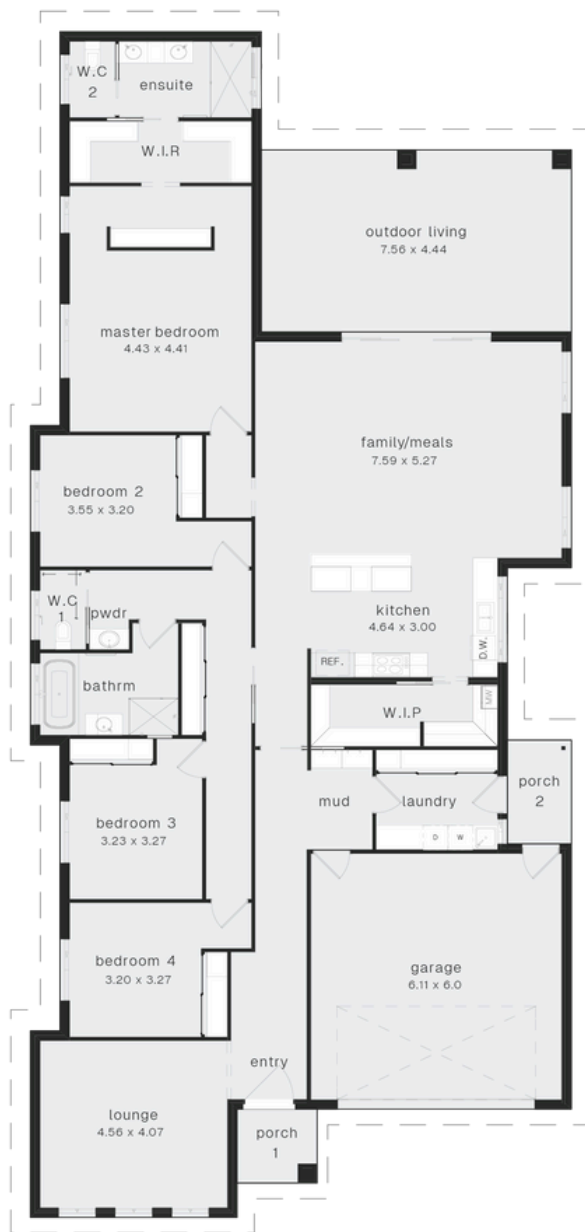 W.C
2
ensuite
W.I.R
outdoor living
7.56 x 4.44
master bedroom
4.43 x 4.41
family/meals
7.59 x 5.27
bedroom 2
3.55 x 3.20
W.C
1
pwdr
kitchen
4.64 x 3.00
D.W.
REF.
bathrm
MW
W.I.P
mud
laundry
porch
2
D
W
bedroom 3
3.23 x 3.27
bedroom 4
3.20 x 3.27
garage
6.11 x 6.0
entry
lounge
4.56 x 4.07
porch
1